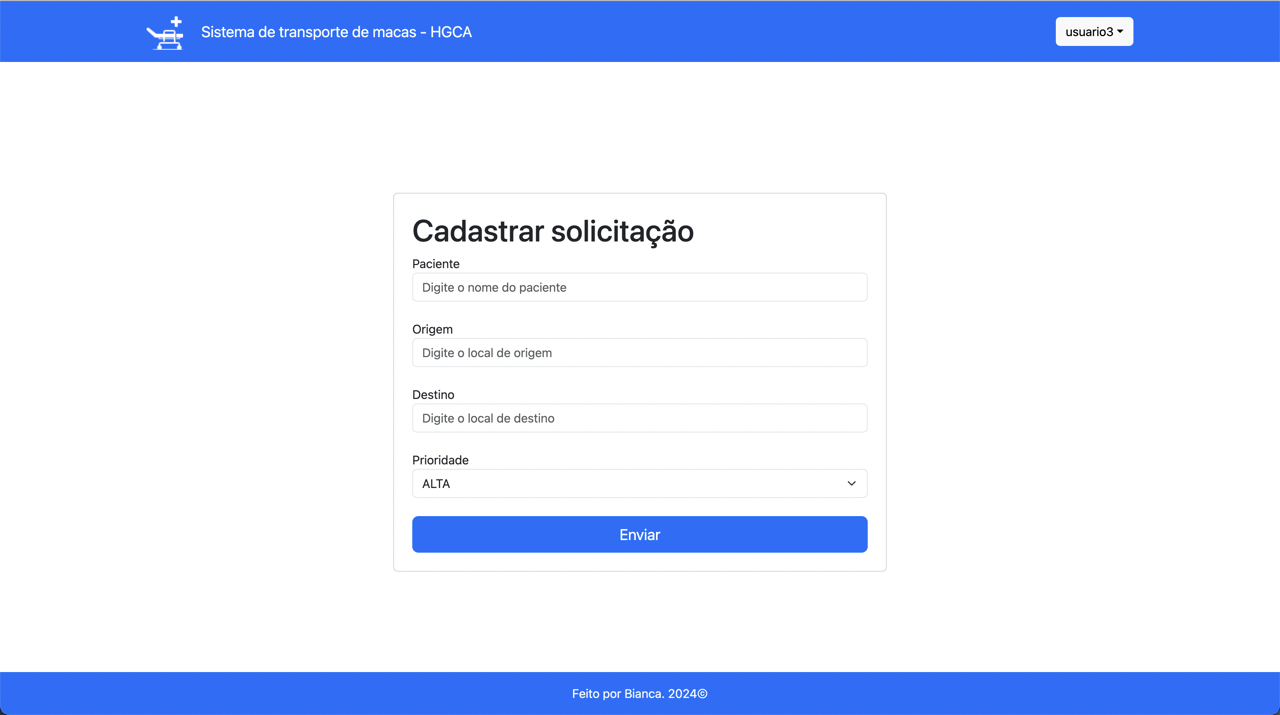 Sistema de transporte de macas - HGCA
usuario3
Cadastrar solicitação
Paciente
Digite o nome do paciente
Origem
Digite o local de origem
Destino
Digite o local de destino
Prioridade
ALTA
Enviar
Feito por Bianca. 2024©